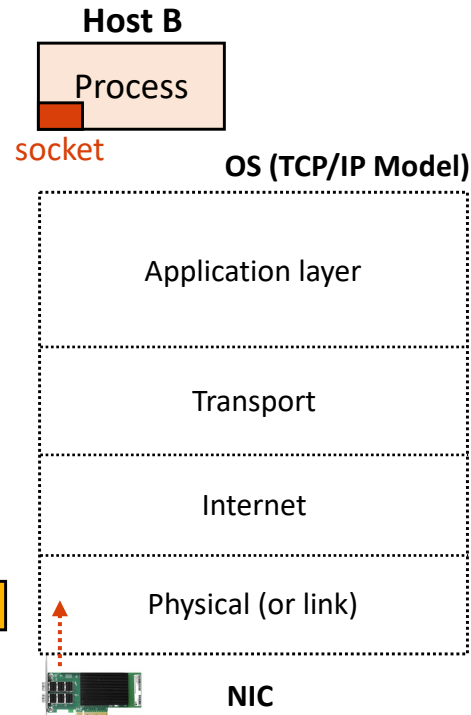 Host B
Process
socket
OS (TCP/IP Model)
Application layer
Transport
Internet
Physical (or link)
NIC